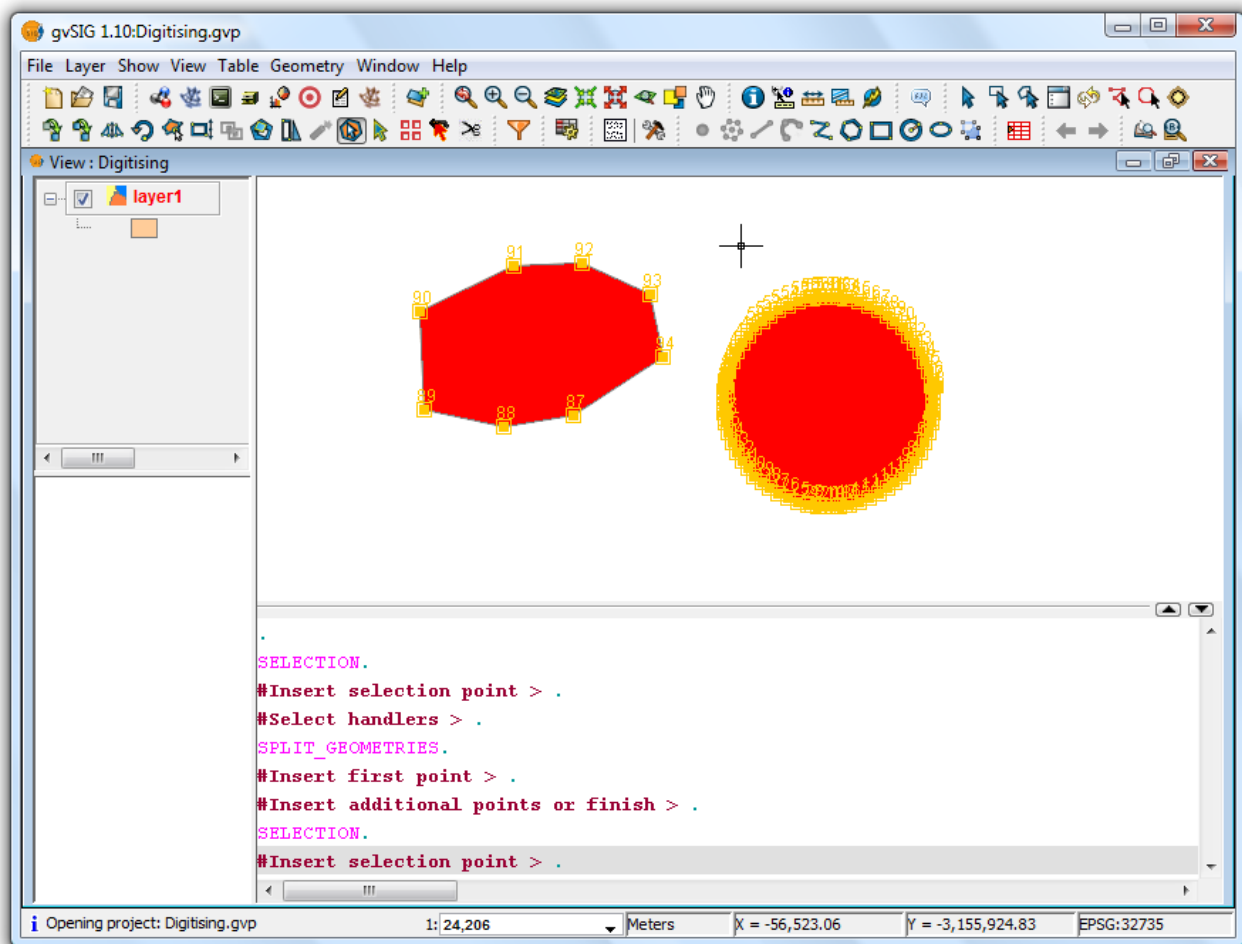 gvSIG 1.10:Digitising.gvp
File Layer Show View Table Geometry Window Help
View : Digitising
layer1
91
92
90
93
94
89
88
87
.
SELECTION.
#Insert selection point > .
#Select handlers > .
SPLIT_GEOMETRIES.
#Insert first point > .
#Insert additional points or finish > .
SELECTION.
#Insert selection point > .
Opening project: Digitising.gvp 1: 24,206 Meters X = -56,523.06 Y = -3,155,924.83 EPSG:32735